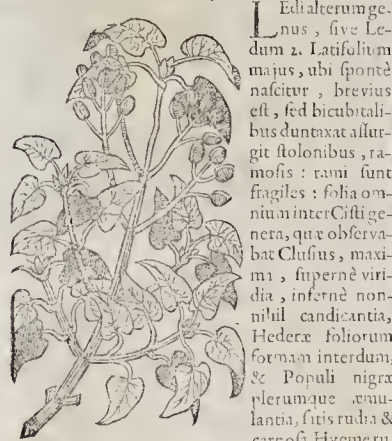 LEdi alterum ge-
nus, ſive Le-
dum 2. Latifolium
majus, ubi ſpontè
naſcitur, brevius
eſt, ſed bicubitali-
bus duntaxat aſſur-
git ſtolonibus, ra-
moſis: rami ſunt
fragiles: folia om-
nium inter Ciſti ge-
nera, quæ obſerva-
bat Cluſius, maxi-
ma, ſupernè viri-
dia, infernè non-
nihil candicantia,
Hederæ foliorum
formam interdum,
& Populi nigræ
plerumque æmu-
lantia, ſatis rudia &
carnoſa